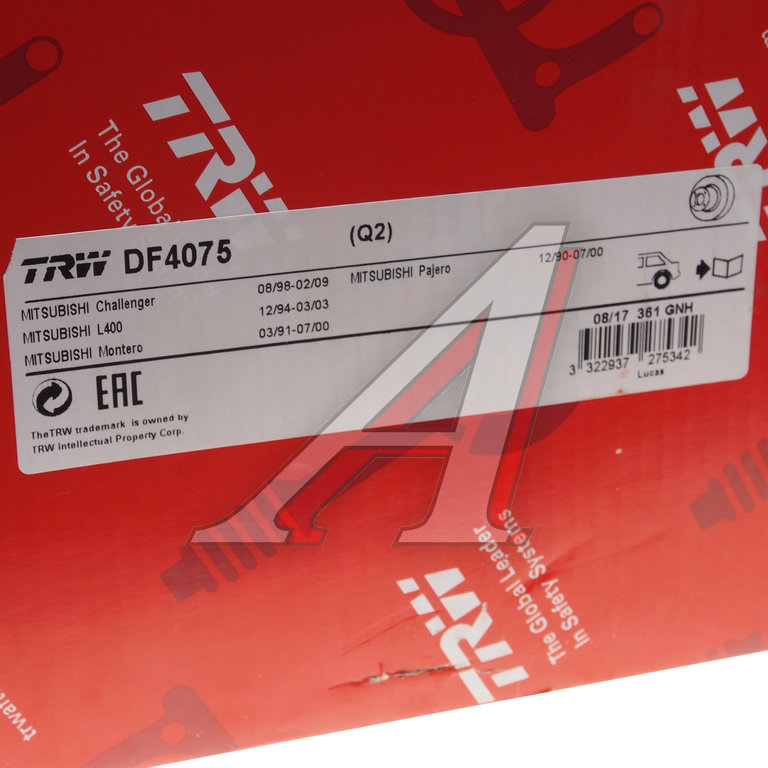 TRW
The Global
In Safety
TRW
TRW DF4075 (Q2)
MITSUBISHI Challenger 08/98-02/09 MITSUBISHI Pajero 12/90-07/00
MITSUBISHI L400 12/94-03/03
MITSUBISHI Montero 03/91-07/00
08/17 361 GNH
3 322937 275342
Lucas
EAC
The TRW trademark is owned by
TRW Intellectual Property Corp.
A
TRW
The Global Leader
In Safety Systems
trwa